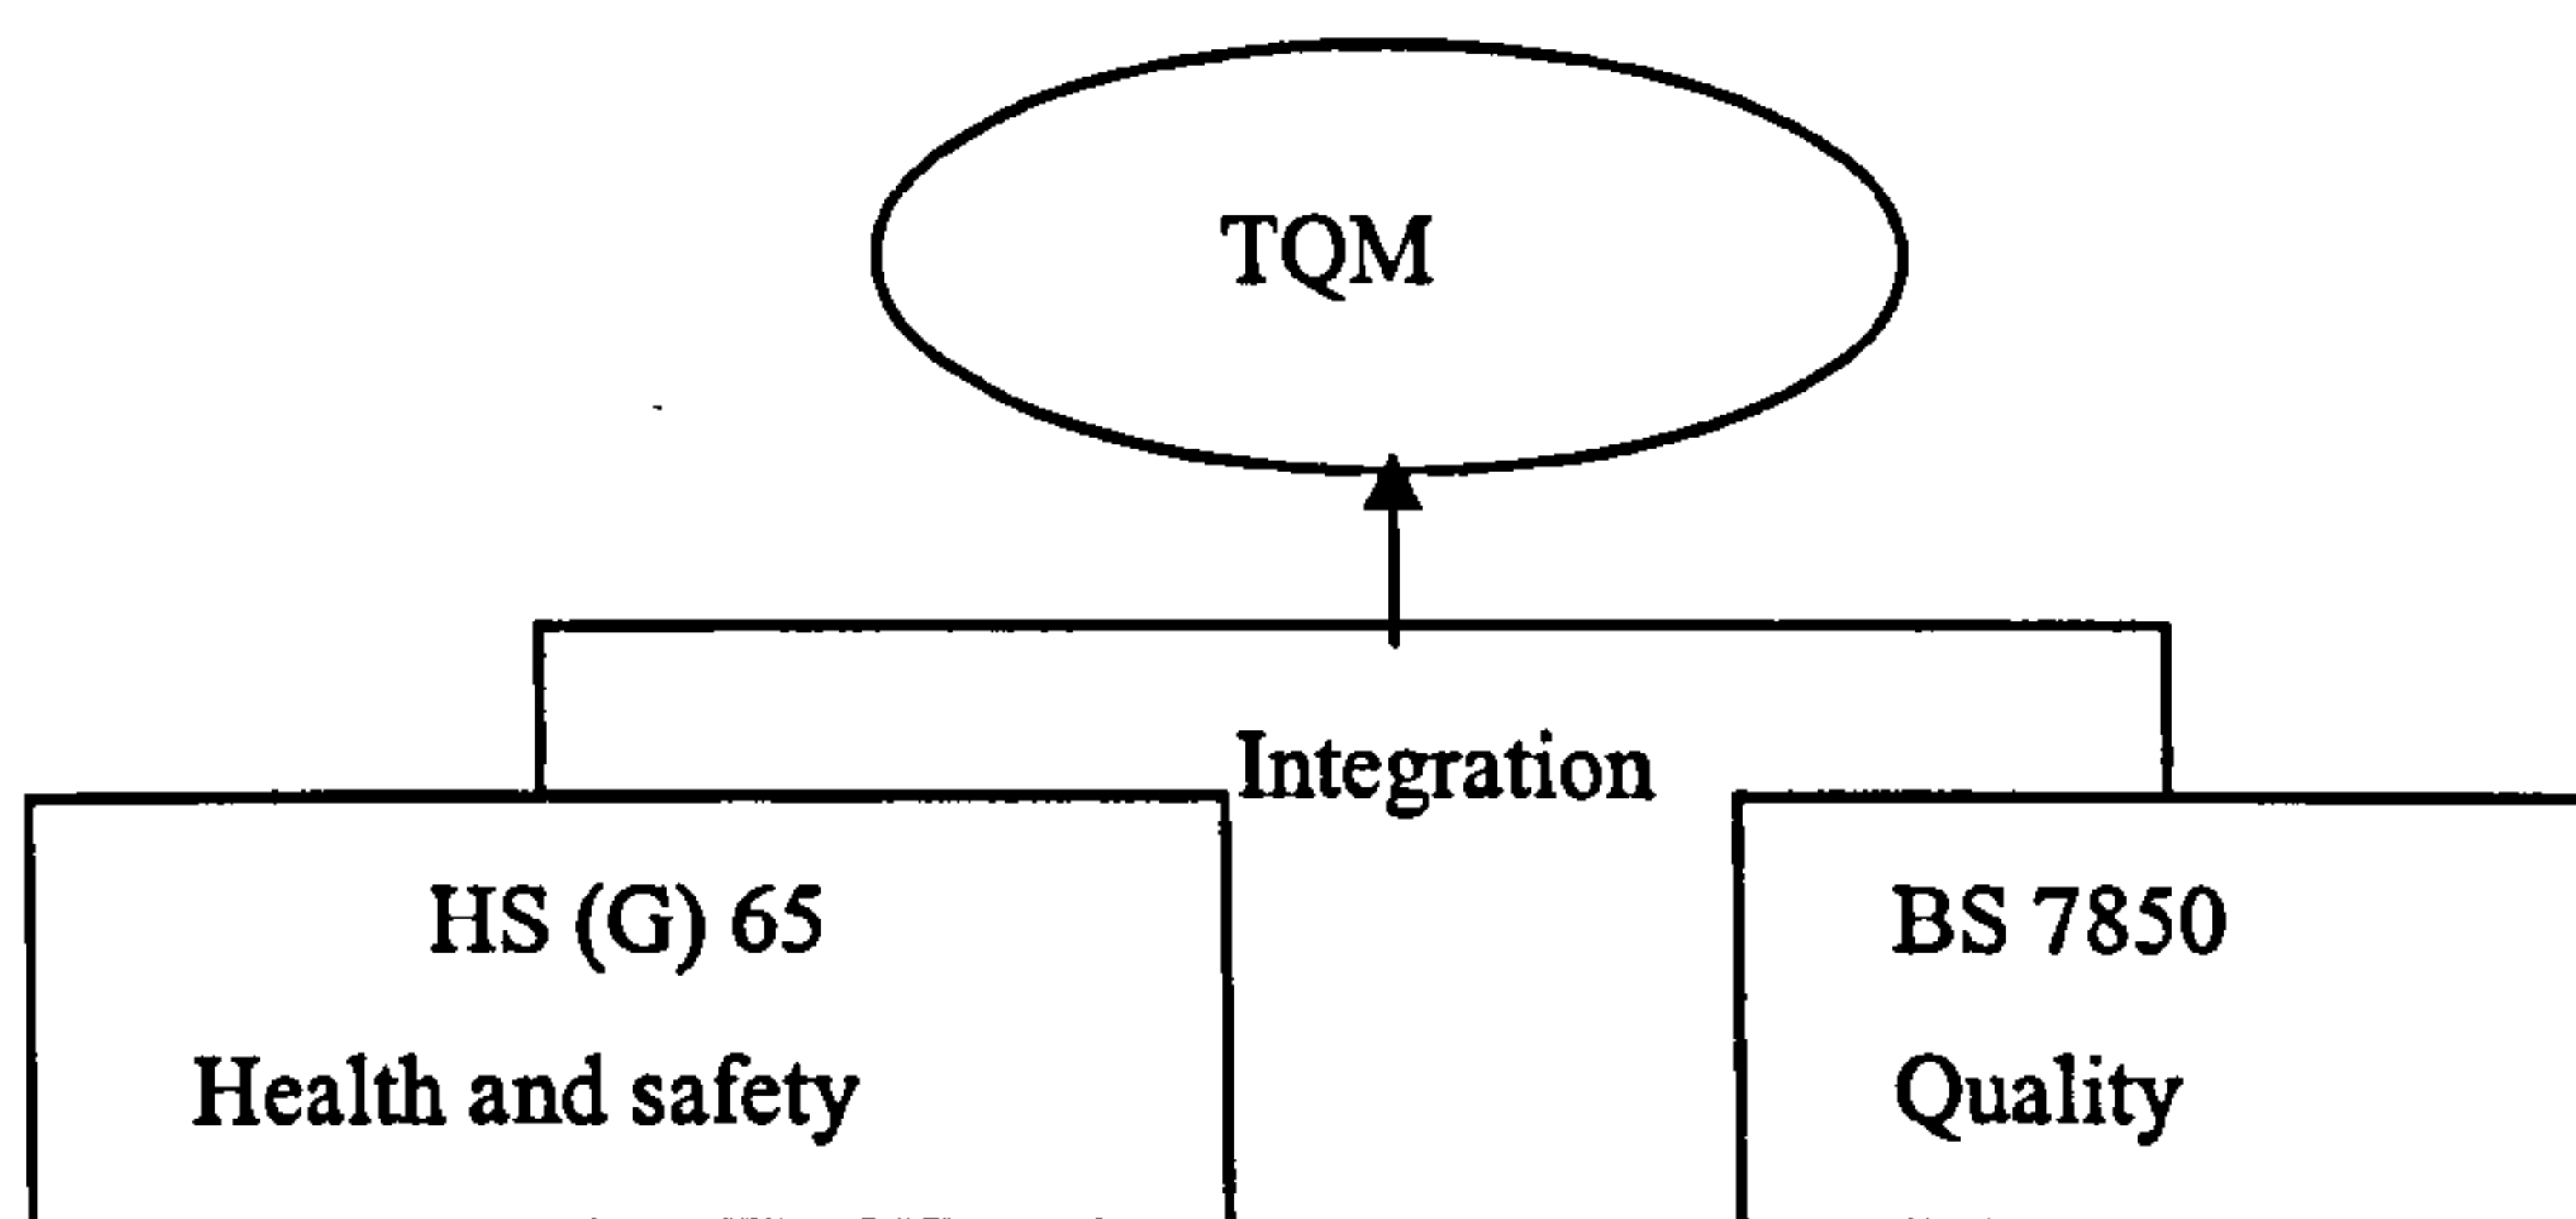 TQM
Integration
HS (G) 65
Health and safety
BS 7850
Quality